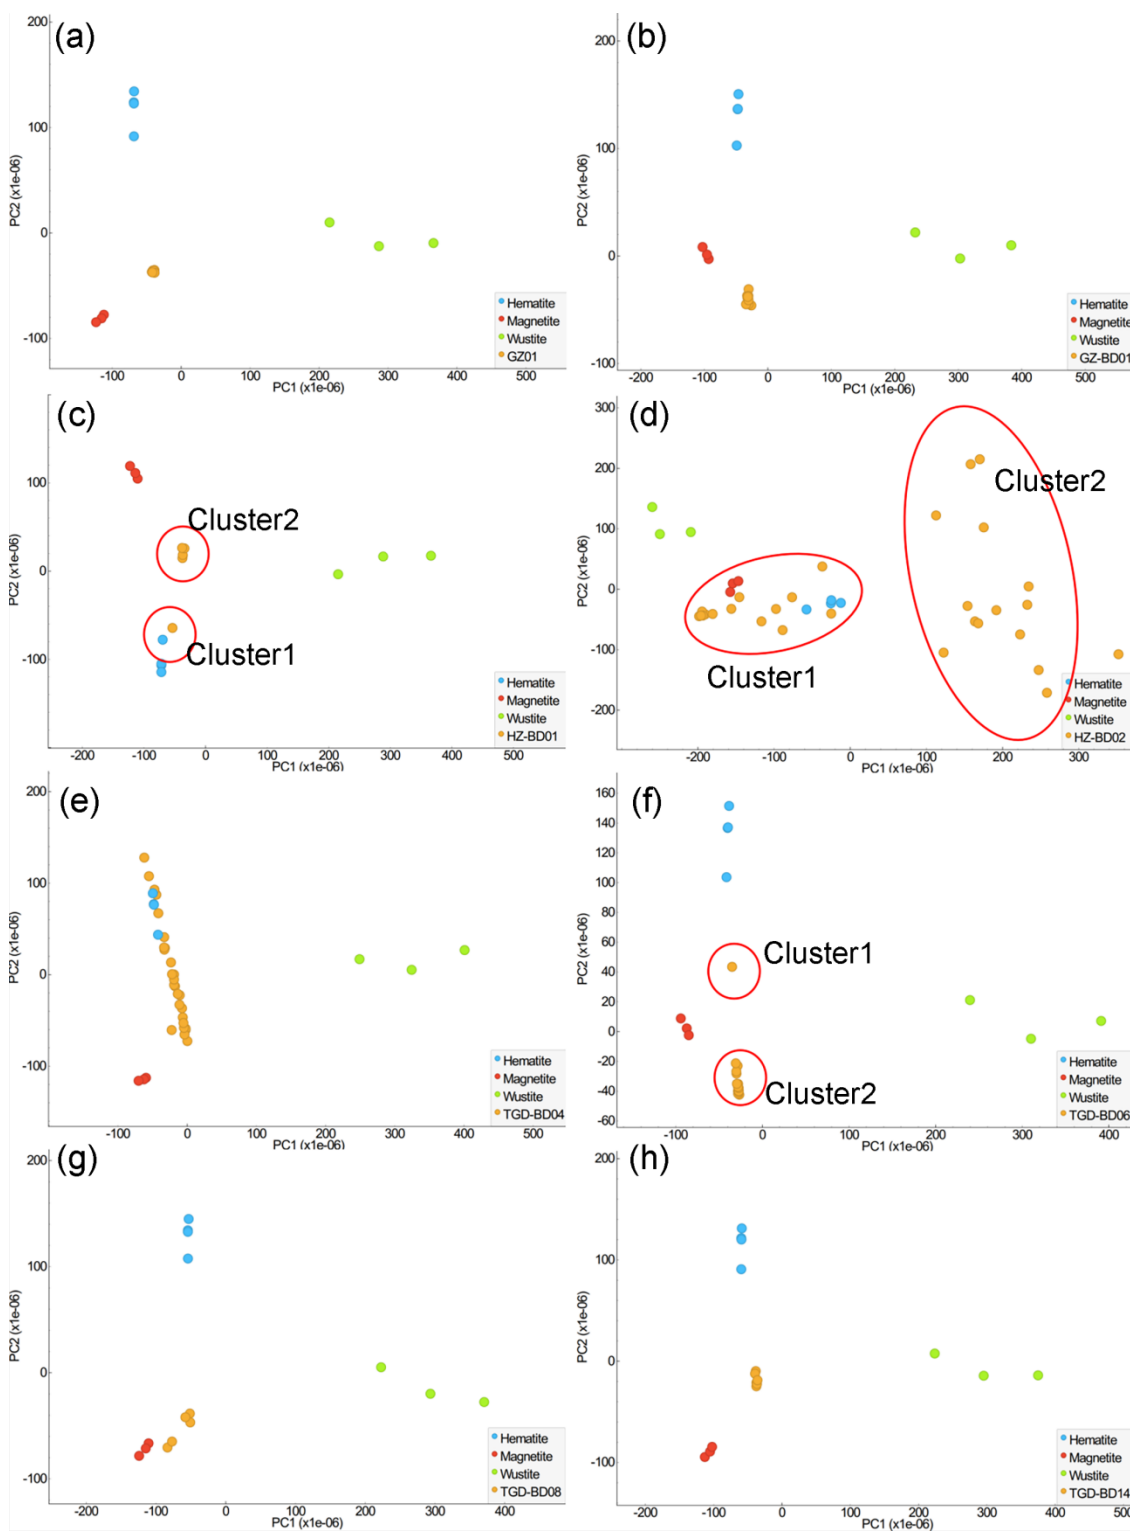 (a)
200
100
0
-100
PC2 (x1e-06)
-100
0
100
200
300
400
500
PC1 (x1e-06)
Hematite
Magnetite
Wustite
GZ01
(b)
200
100
0
-100
PC2 (x1e-06)
-200
-100
0
100
200
300
400
500
PC1 (x1e-06)
Hematite
Magnetite
Wustite
GZ-BD01
(c)
100
0
-100
PC2 (x1e-06)
Cluster2
Cluster1
-200
-100
0
100
200
300
400
500
PC1 (x1e-06)
Hematite
Magnetite
Wustite
HZ-BD01
(d)
300
200
100
0
-100
-200
PC2 (x1e-06)
Cluster2
Cluster1
-200
-100
0
100
200
300
PC1 (x1e-06)
Hematite
Magnetite
Wustite
HZ-BD02
(e)
200
100
0
-100
PC2 (x1e-06)
-100
0
100
200
300
400
500
PC1 (x1e-06)
Hematite
Magnetite
Wustite
TGD-BD04
(f)
160
140
120
100
80
60
40
20
0
-20
-40
-60
PC2 (x1e-06)
Cluster1
Cluster2
-100
0
100
200
300
400
PC1 (x1e-06)
Hematite
Magnetite
Wustite
TGD-BD06
(g)
200
100
0
-100
PC2 (x1e-06)
-200
-100
0
100
200
300
400
PC1 (x1e-06)
Hematite
Magnetite
Wustite
TGD-BD08
(h)
200
100
0
-100
PC2 (x1e-06)
-200
-100
0
100
200
300
400
500
PC1 (x1e-06)
Hematite
Magnetite
Wustite
TGD-BD14